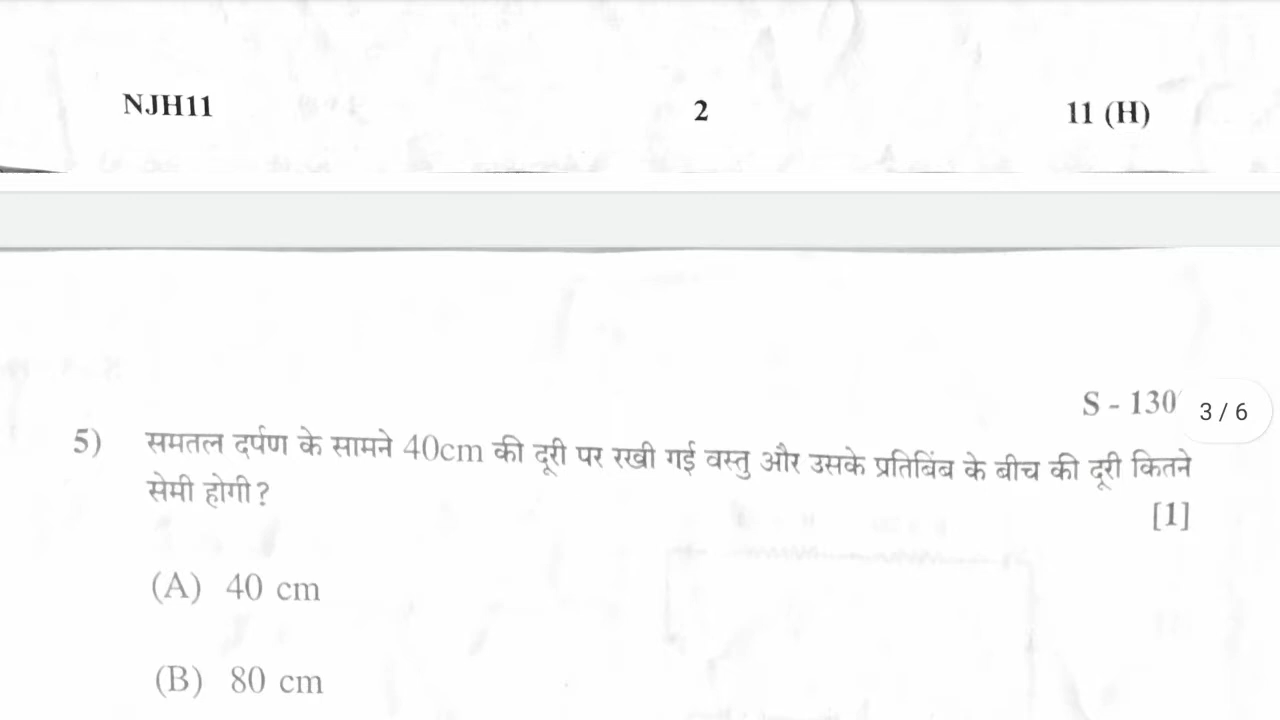 NJH11 2 11 (H)
S - 130
3 / 6
5) समतल दर्पण के सामने 40cm की दूरी पर रखी गई वस्तु और उसके प्रतिबिंब के बीच की दूरी कितने
सेमी होगी?
[1]
(A) 40 cm
(B) 80 cm